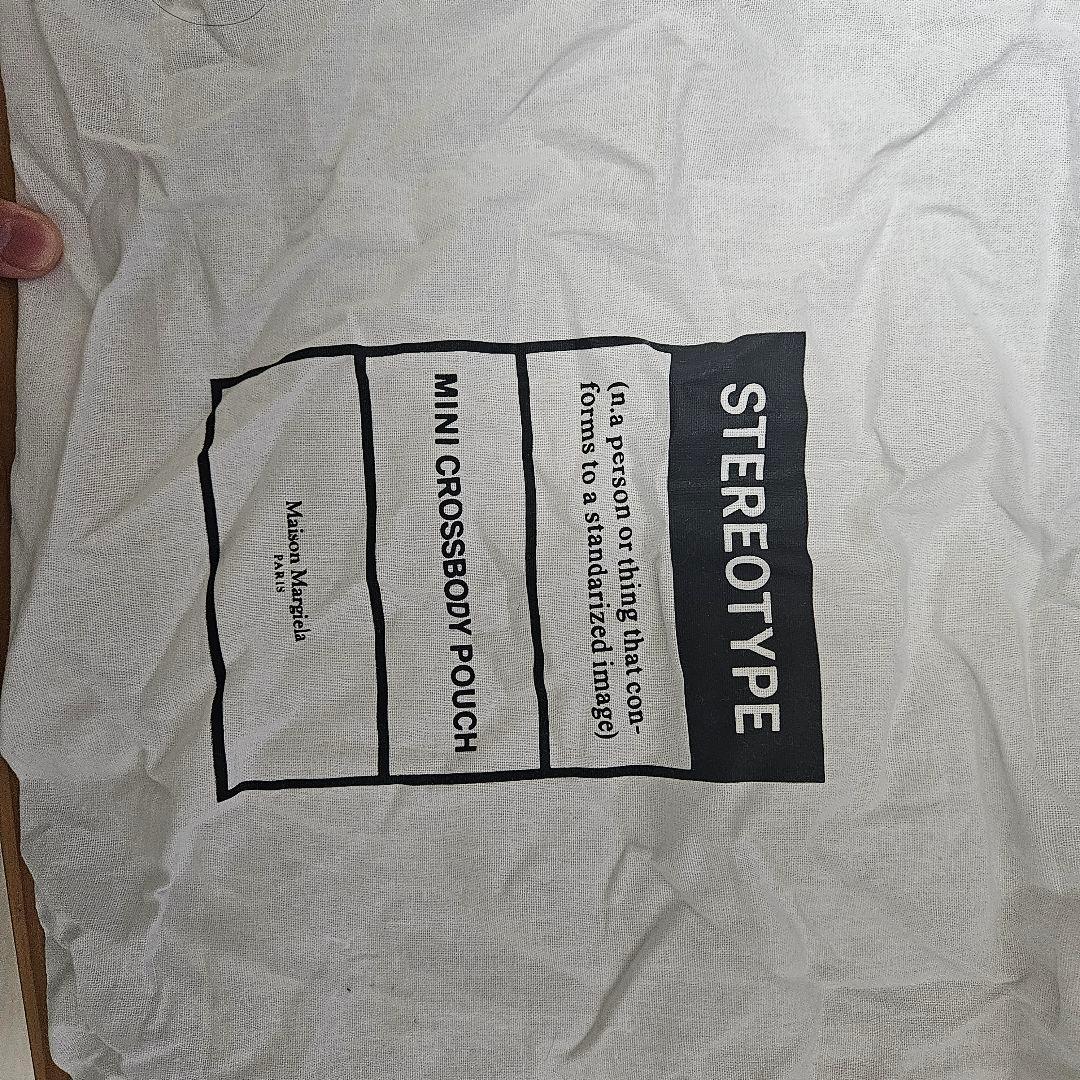 STEREOTYPE
(n.a person or thing that con-
forms to a standarized image)
MINI CROSSBODY POUCH
Maison Margiela
PARIS